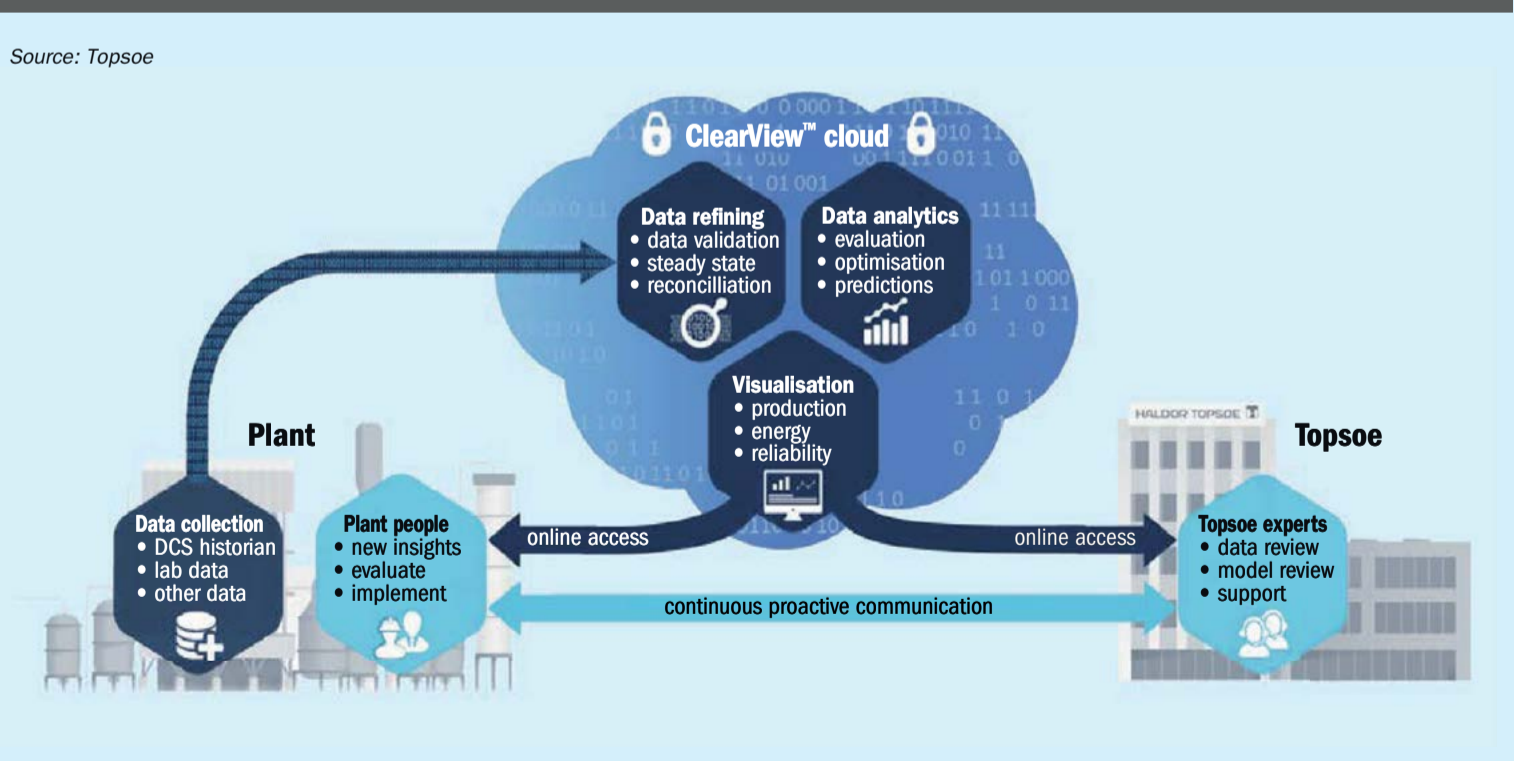 Source: Topsoe
ClearView™ cloud
Data refining
• data validation
• steady state
• reconcilliation
Data analytics
• evaluation
• optimisation
• predictions
Visualisation
• production
• energy
• reliability
Plant
Data collection
• DCS historian
• lab data
• other data
Plant people
• new insights
• evaluate
• implement
online access
online access
continuous proactive communication
HALDOR TOPSOE
Topsoe
Topsoe experts
• data review
• model review
• support